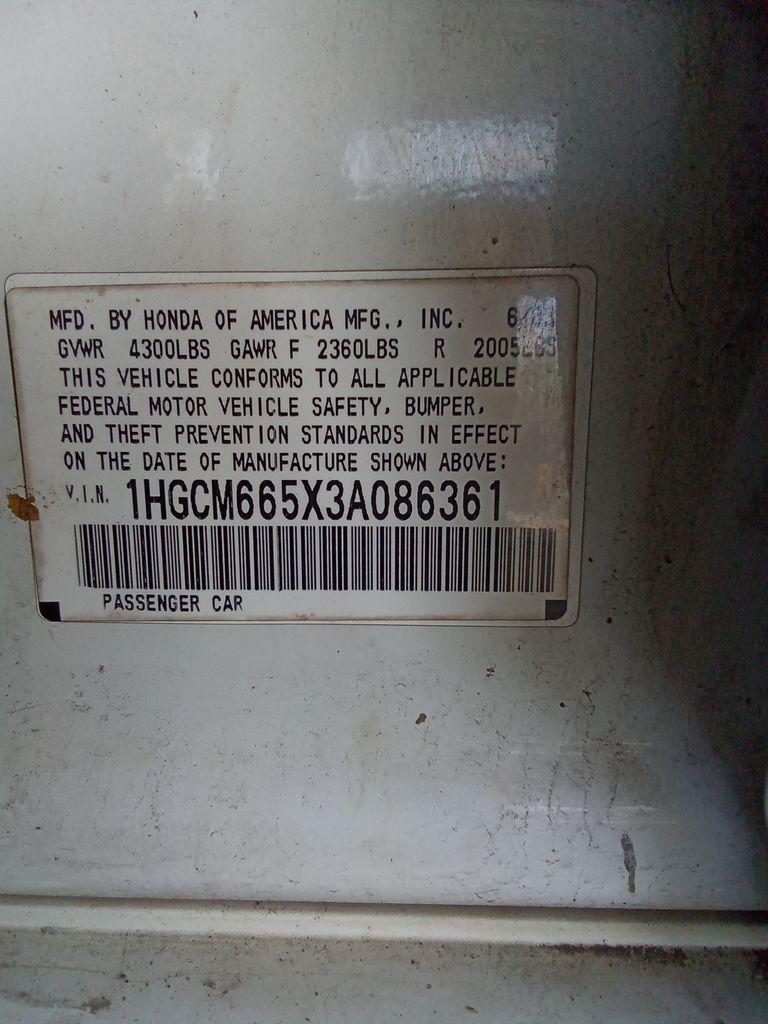 MFD. BY HONDA OF AMERICA MFG., INC.
GVWR 4300LBS GAWR F 2360LBS R 2005LBS
THIS VEHICLE CONFORMS TO ALL APPLICABLE
FEDERAL MOTOR VEHICLE SAFETY, BUMPER,
AND THEFT PREVENTION STANDARDS IN EFFECT
ON THE DATE OF MANUFACTURE SHOWN ABOVE:
V.I.N. 1HGCM665X3A086361
PASSENGER CAR